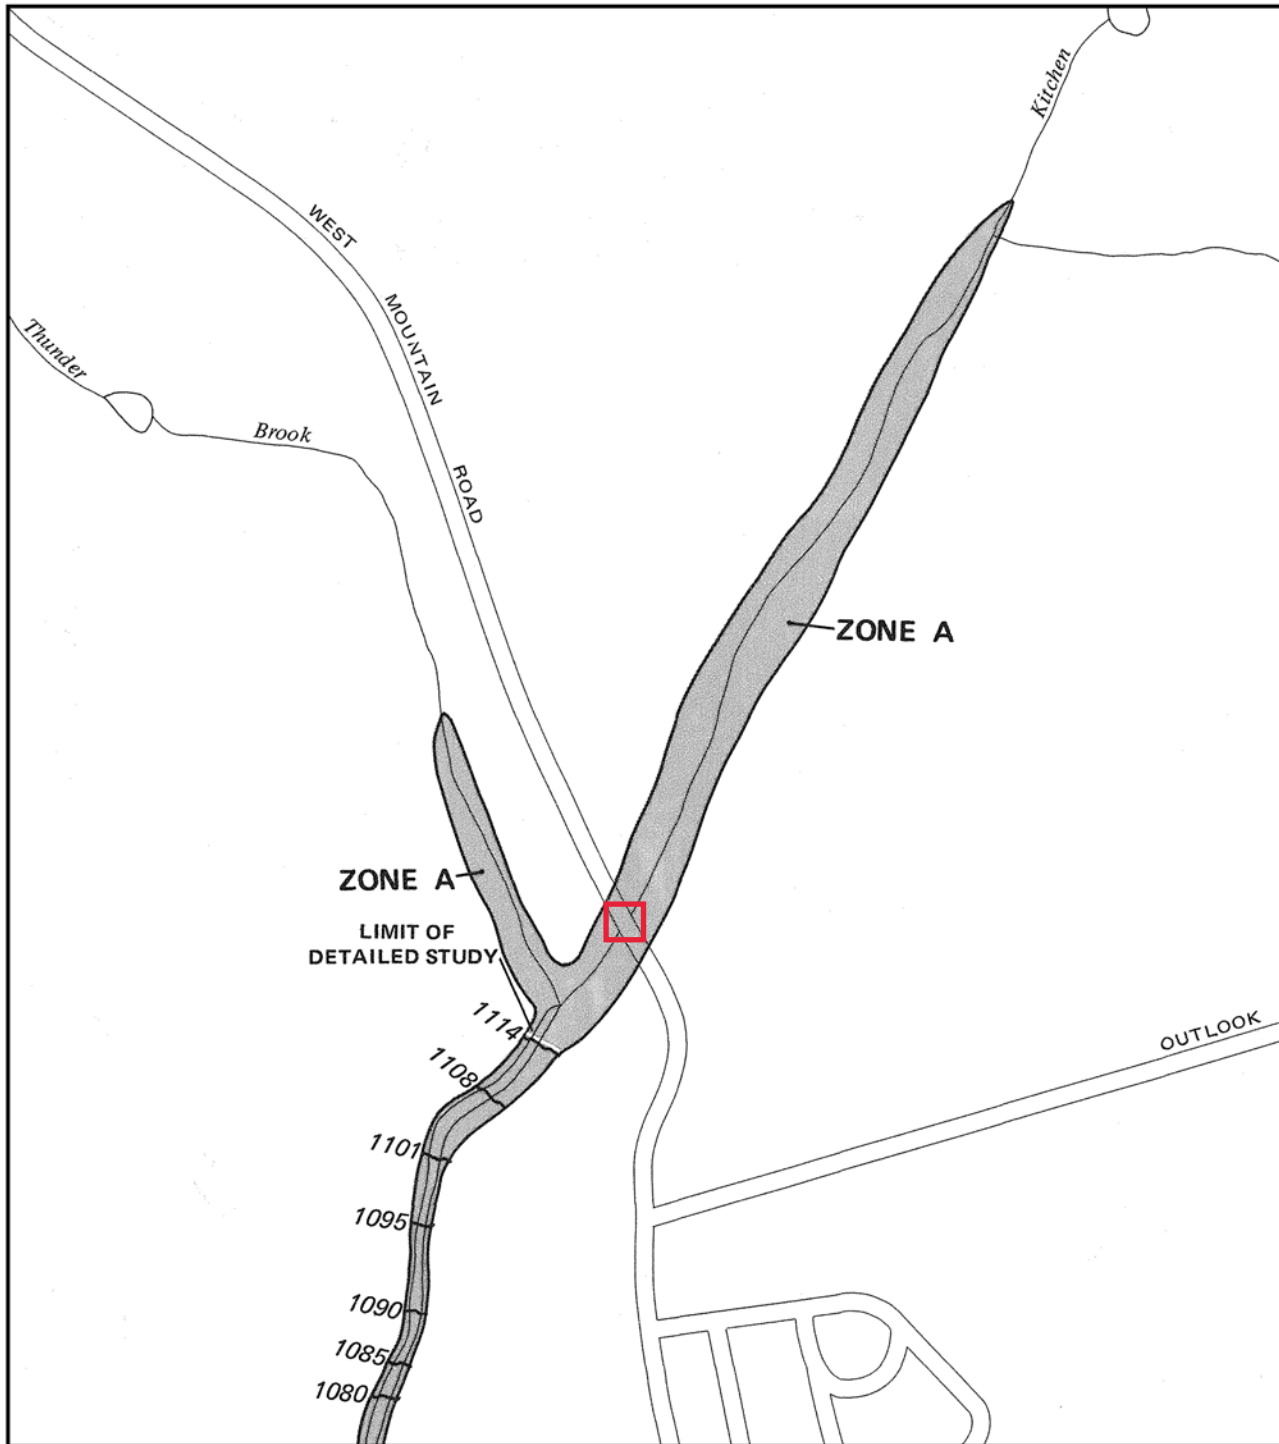 Kitchen
WEST
MOUNTAIN
ROAD
Thunder
Brook
ZONE A
ZONE A
LIMIT OF
DETAILED STUDY
1114
1108
OUTLOOK
1101
1095
1090
1085
1080